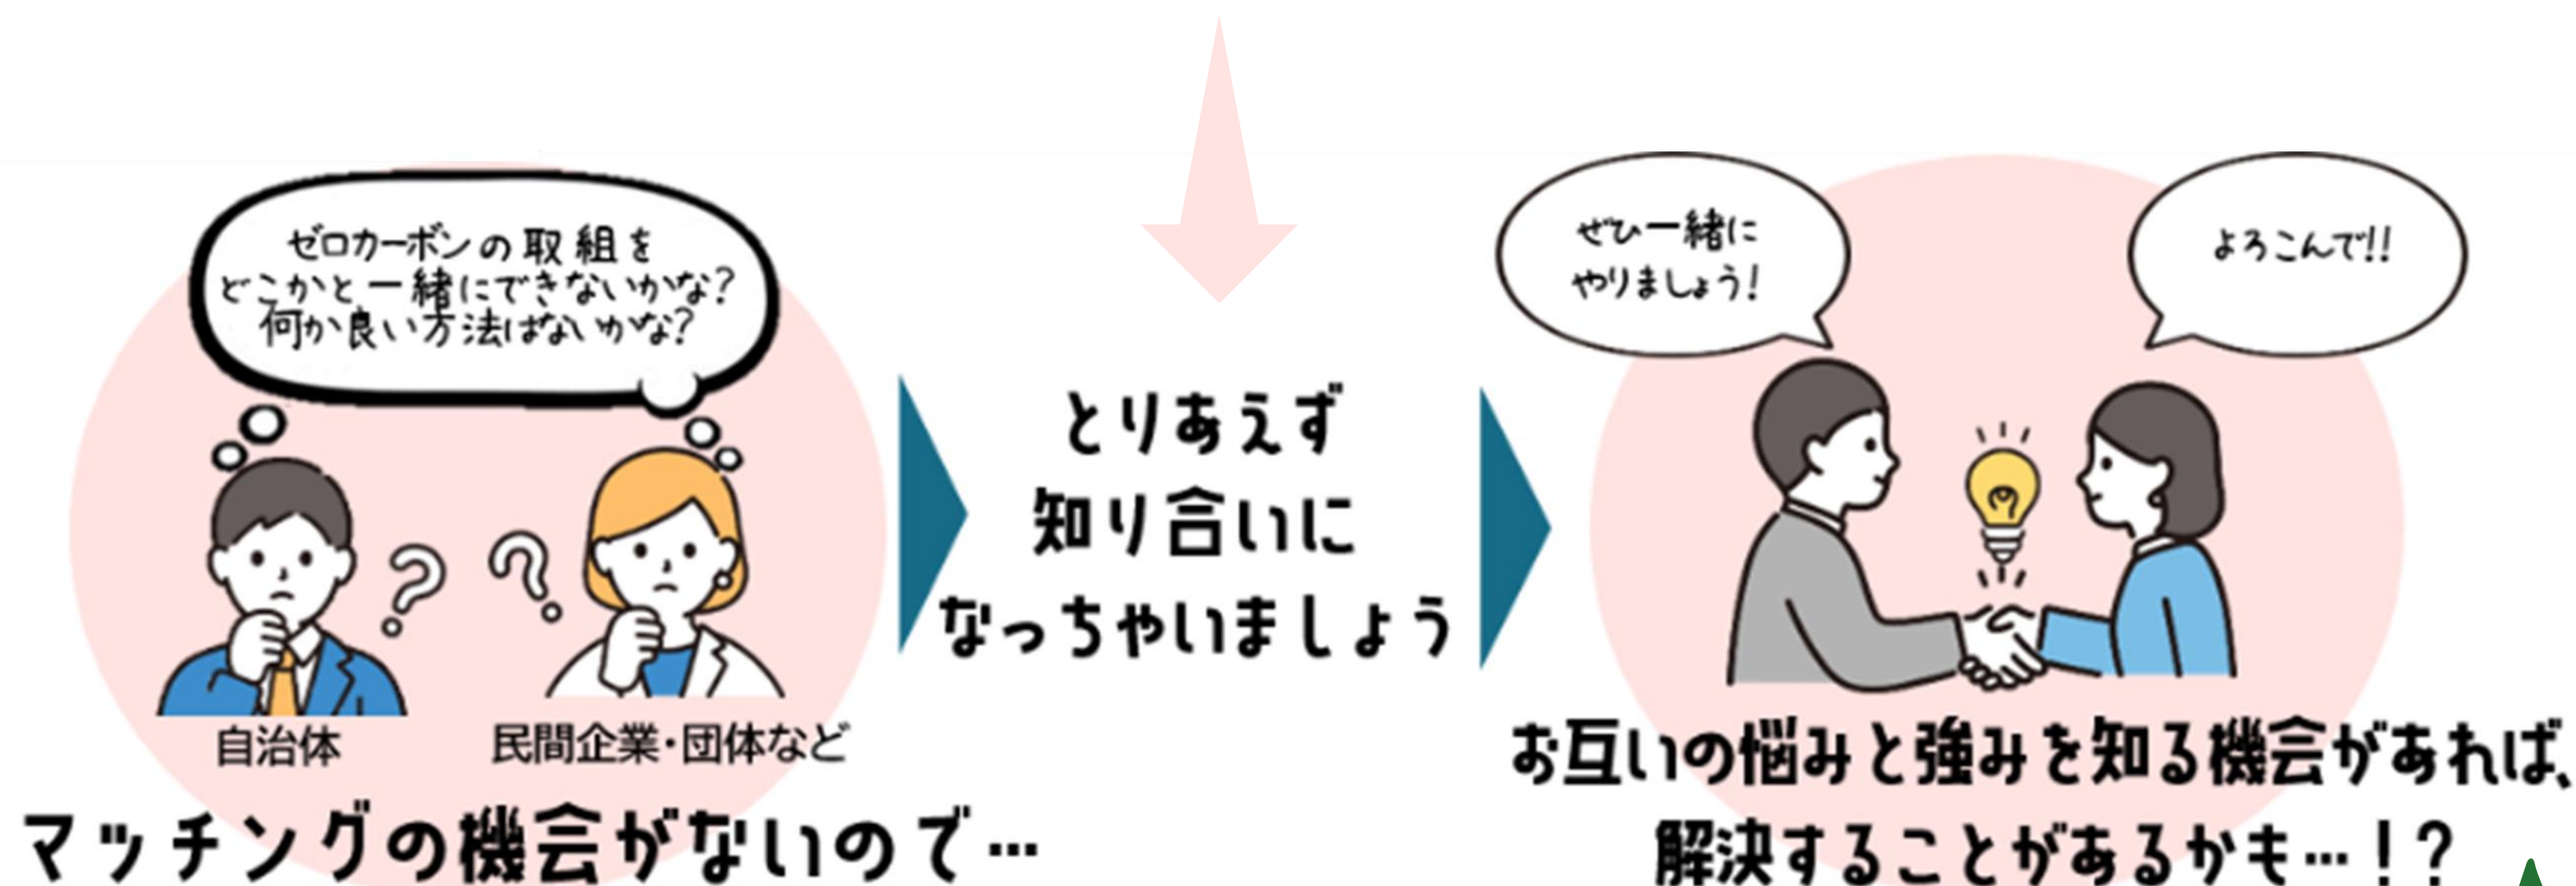 ゼロカーボンの取組を
どこかと一緒にできないかな?
何か良い方法はないかな?
自治体
民間企業・団体など
マッチングの機会がないので…
とりあえず
知り合いに
なっちゃいましょう
ぜひ一緒に
やりましょう!
よろこんで!!
お互いの悩みと強みを知る機会があれば、
解決することがあるかも…!?